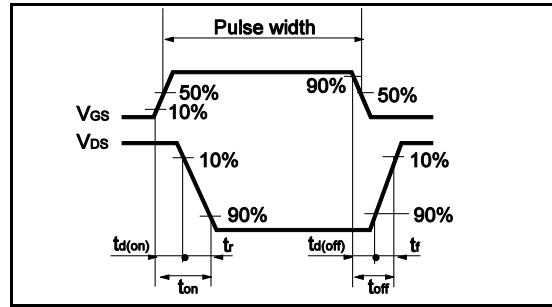 Pulse width
50% 90% 50%
VGS 10%
VDS
10% 10%
90% 90%
td(on) tr td(off) tf
ton toff